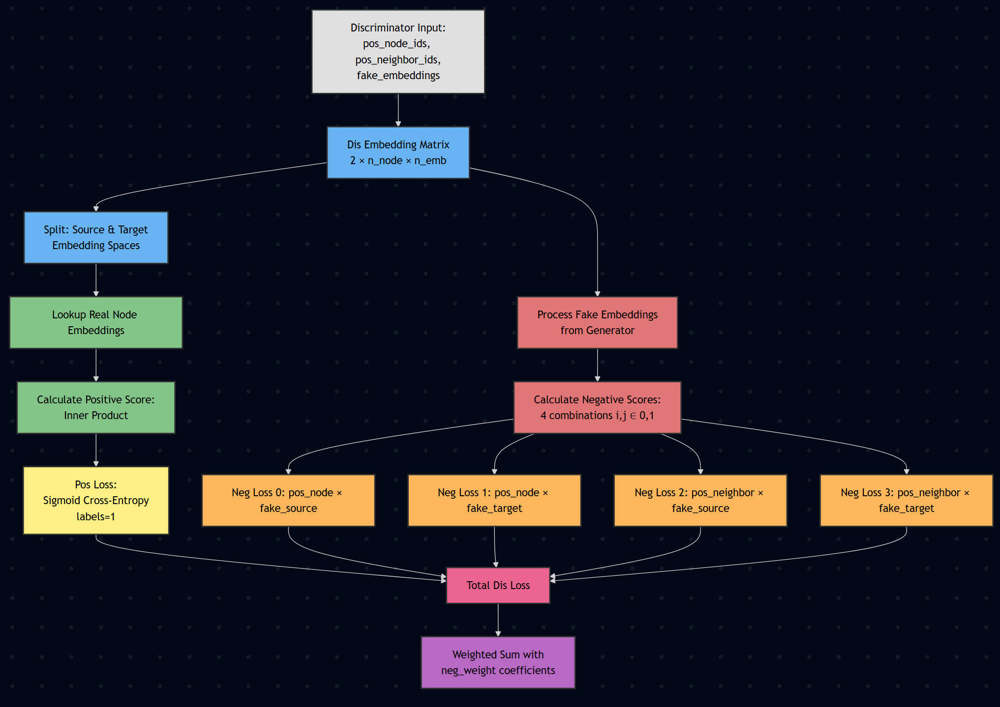 Discriminator Input:
pos_node_ids,
pos_neighbor_ids,
fake_embeddings
Dis Embedding Matrix
2 × n_node × n_emb
Split: Source & Target
Embedding Spaces
Lookup Real Node
Embeddings
Process Fake Embeddings
from Generator
Calculate Positive Score:
Inner Product
Calculate Negative Scores:
4 combinations i,j ∈ 0,1
Pos Loss:
Sigmoid Cross-Entropy
labels=1
Neg Loss 0: pos_node ×
fake_source
Neg Loss 1: pos_node ×
fake_target
Neg Loss 2: pos_neighbor ×
fake_source
Neg Loss 3: pos_neighbor ×
fake_target
Total Dis Loss
Weighted Sum with
neg_weight coefficients